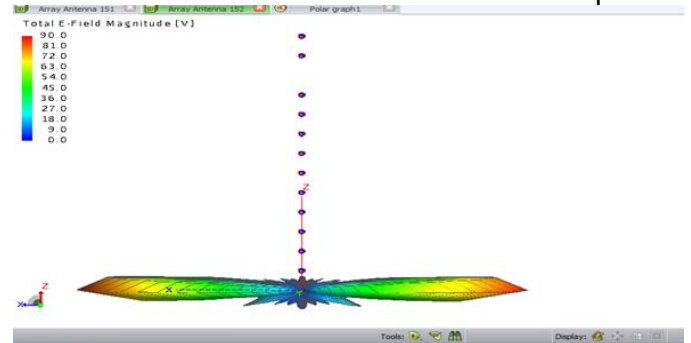 Array Antenna 151
Array Antenna 152
Polar graph1
Total E-Field Magnitude [V]
90.0
81.0
72.0
63.0
54.0
45.0
36.0
27.0
18.0
9.0
0.0
Z
X
Z
X
Tools:
Display: